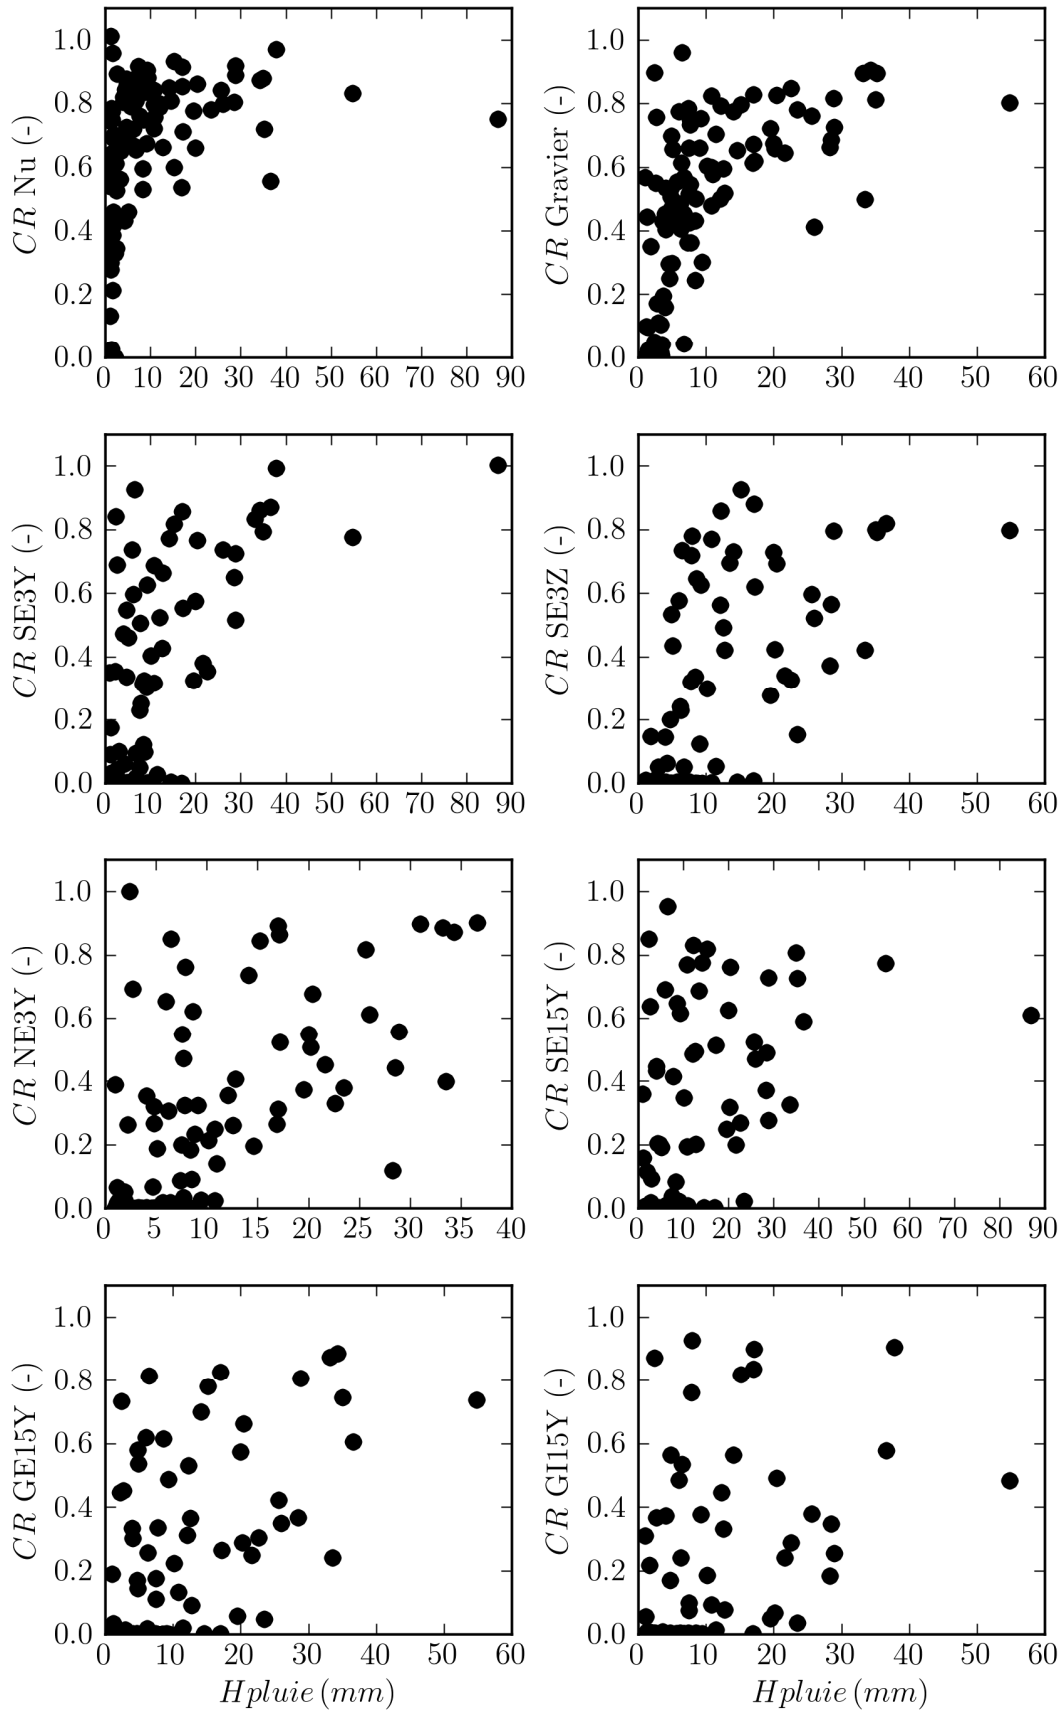 CR Nu (-)
1.0
0.8
0.6
0.4
0.2
0.0
0 10 20 30 40 50 60 70 80 90
CR Gravier (-)
1.0
0.8
0.6
0.4
0.2
0.0
0 10 20 30 40 50 60
CR SE3Y (-)
1.0
0.8
0.6
0.4
0.2
0.0
0 10 20 30 40 50 60 70 80 90
CR SE3Z (-)
1.0
0.8
0.6
0.4
0.2
0.0
0 10 20 30 40 50 60
CR NE3Y (-)
1.0
0.8
0.6
0.4
0.2
0.0
0 5 10 15 20 25 30 35 40
CR SE15Y (-)
1.0
0.8
0.6
0.4
0.2
0.0
0 10 20 30 40 50 60 70 80 90
CR GE15Y (-)
1.0
0.8
0.6
0.4
0.2
0.0
0 10 20 30 40 50 60
Hpluie (mm)
CR GI15Y (-)
1.0
0.8
0.6
0.4
0.2
0.0
0 10 20 30 40 50 60
Hpluie (mm)